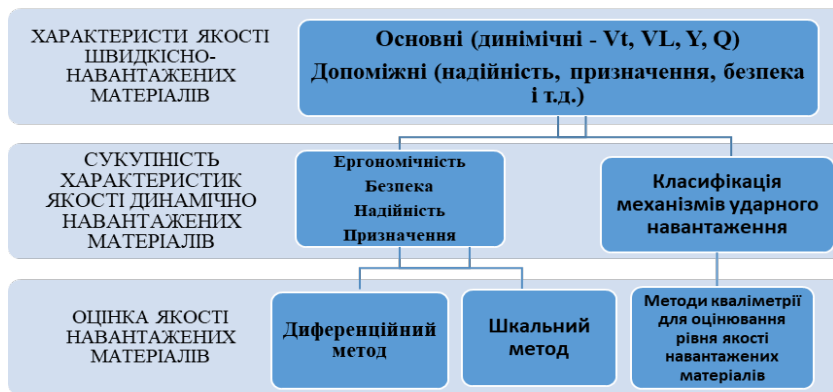 ХАРАКТЕРИСТИ ЯКОСТІ
ШВИДКІСНО-
НАВАНТАЖЕНИХ
МАТЕРІАЛІВ
Основні (динімічні - Vt, VL, Y, Q)
Допоміжні (надійність, призначення, безпека
і т.д.)
СУКУПНІСТЬ
ХАРАКТЕРИСТИК
ЯКОСТІ ДИНАМІЧНО
НАВАНТАЖЕНИХ
МАТЕРІАЛІВ
Ергономічність
Безпека
Надійність
Призначення
Класифікація
механізмів ударного
навантаження
ОЦІНКА ЯКОСТІ
НАВАНТАЖЕНИХ
МАТЕРІАЛІВ
Диференційний
метод
Шкальний
метод
Методи кваліметрії
для оцінювання
рівня якості
навантажених
матеріалів